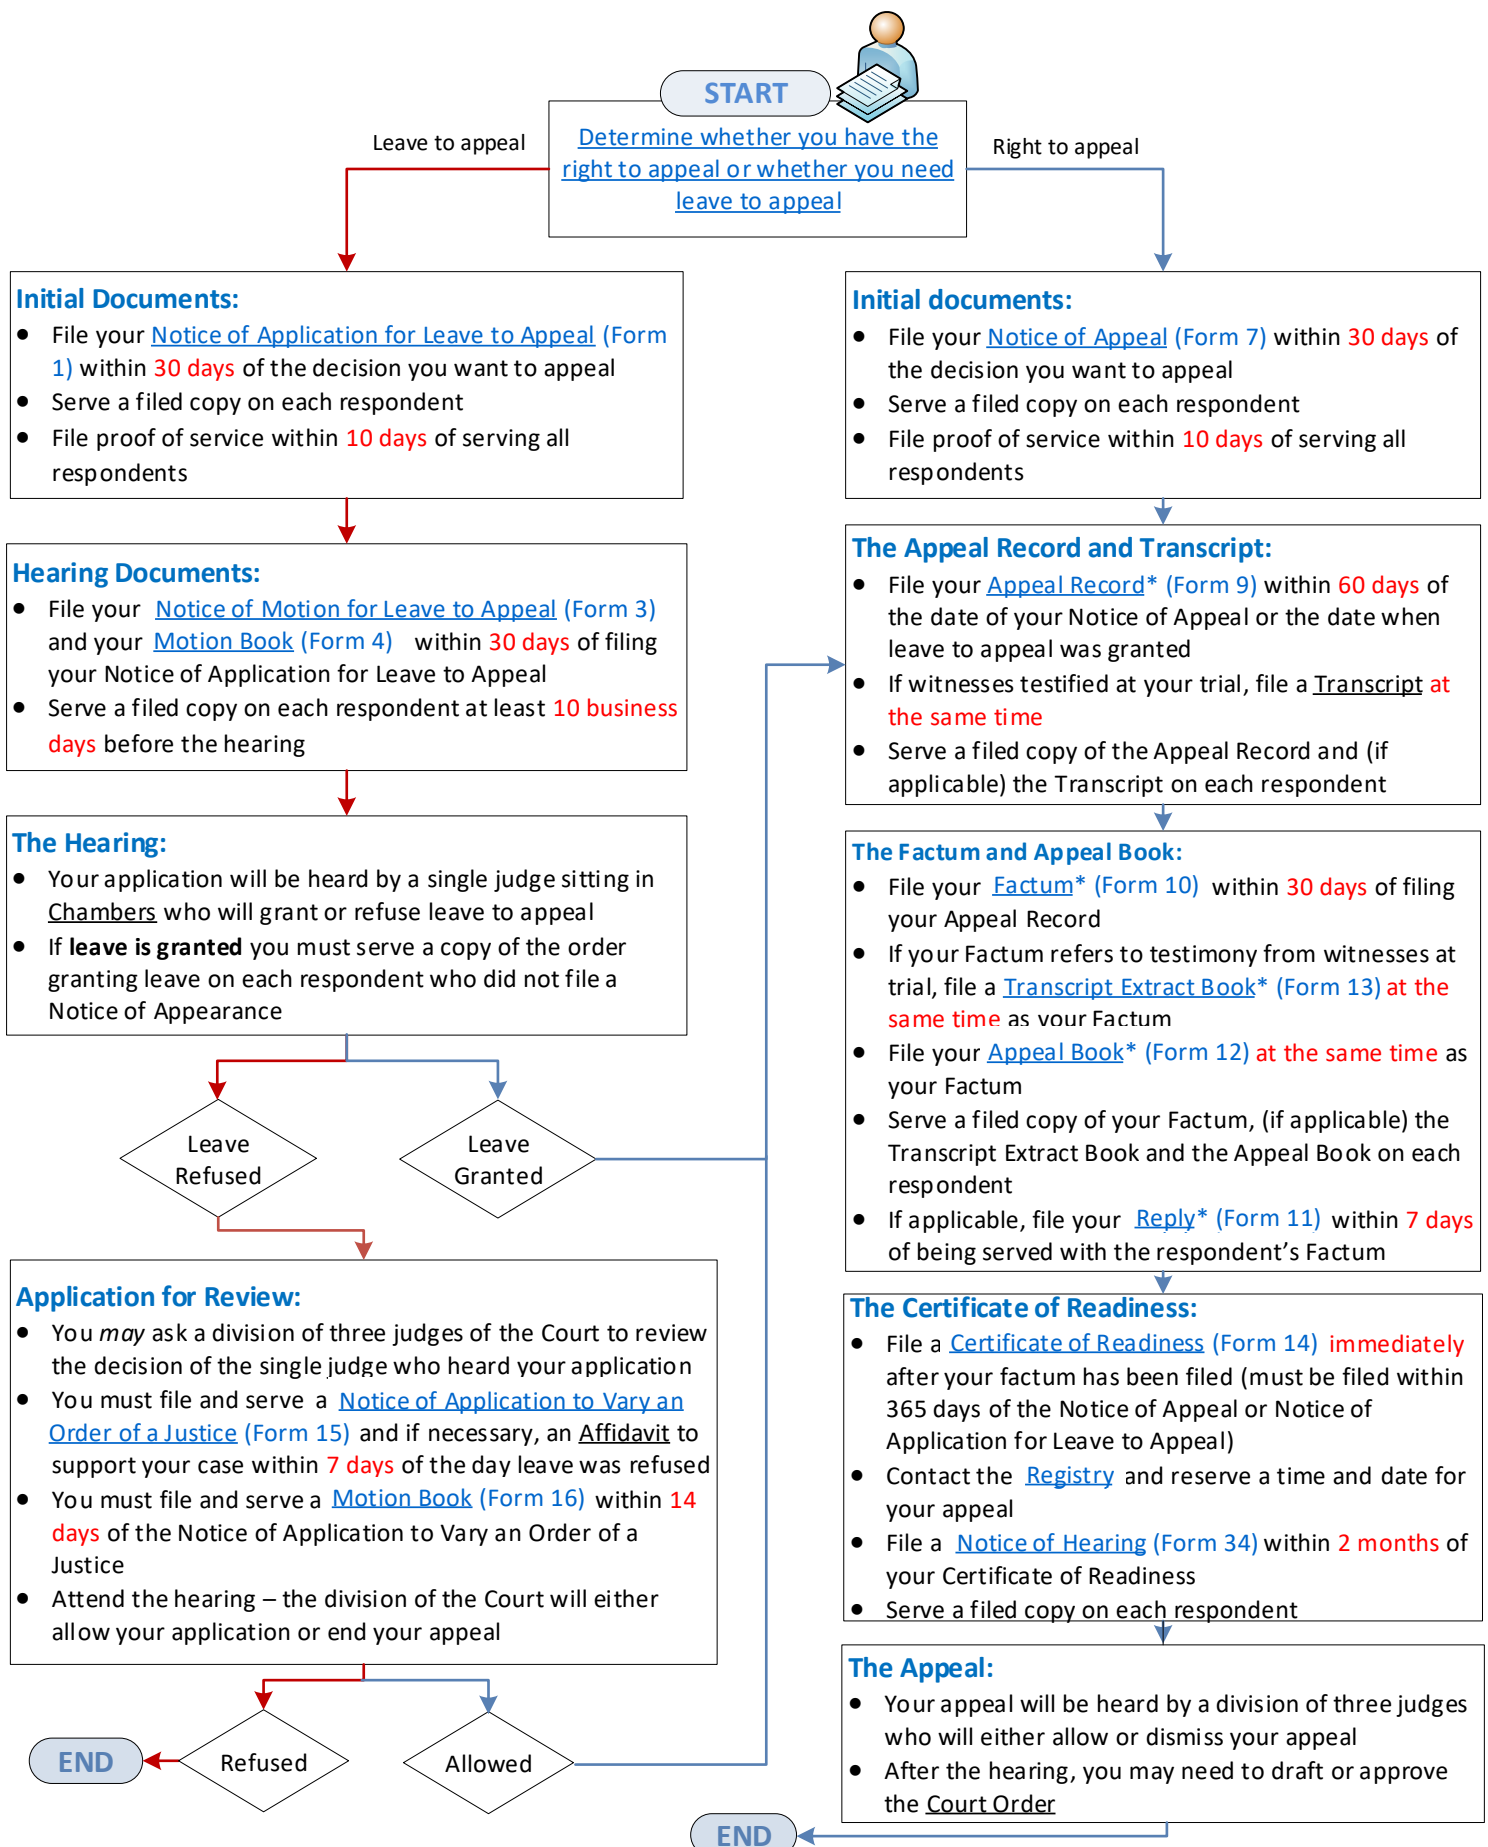 START
Determine whether you have the
right to appeal or whether you need
leave to appeal
Leave to appeal
Right to appeal
Initial Documents:
● File your Notice of Application for Leave to Appeal (Form
1) within 30 days of the decision you want to appeal
● Serve a filed copy on each respondent
● File proof of service within 10 days of serving all
respondents
Hearing Documents:
● File your Notice of Motion for Leave to Appeal (Form 3)
and your Motion Book (Form 4) within 30 days of filing
your Notice of Application for Leave to Appeal
● Serve a filed copy on each respondent at least 10 business
days before the hearing
The Hearing:
● Your application will be heard by a single judge sitting in
Chambers who will grant or refuse leave to appeal
● If leave is granted you must serve a copy of the order
granting leave on each respondent who did not file a
Notice of Appearance
Leave
Refused
Leave
Granted
Application for Review:
● You may ask a division of three judges of the Court to review
the decision of the single judge who heard your application
● You must file and serve a Notice of Application to Vary an
Order of a Justice (Form 15) and if necessary, an Affidavit to
support your case within 7 days of the day leave was refused
● You must file and serve a Motion Book (Form 16) within 14
days of the Notice of Application to Vary an Order of a
Justice
● Attend the hearing – the division of the Court will either
allow your application or end your appeal
END
Refused
Allowed
Initial documents:
● File your Notice of Appeal (Form 7) within 30 days of
the decision you want to appeal
● Serve a filed copy on each respondent
● File proof of service within 10 days of serving all
respondents
The Appeal Record and Transcript:
● File your Appeal Record* (Form 9) within 60 days of
the date of your Notice of Appeal or the date when
leave to appeal was granted
● If witnesses testified at your trial, file a Transcript at
the same time
● Serve a filed copy of the Appeal Record and (if
applicable) the Transcript on each respondent
The Factum and Appeal Book:
● File your Factum* (Form 10) within 30 days of filing
your Appeal Record
● If your Factum refers to testimony from witnesses at
trial, file a Transcript Extract Book* (Form 13) at the
same time as your Factum
● File your Appeal Book* (Form 12) at the same time as
your Factum
● Serve a filed copy of your Factum, (if applicable) the
Transcript Extract Book and the Appeal Book on each
respondent
● If applicable, file your Reply* (Form 11) within 7 days
of being served with the respondent’s Factum
The Certificate of Readiness:
● File a Certificate of Readiness (Form 14) immediately
after your factum has been filed (must be filed within
365 days of the Notice of Appeal or Notice of
Application for Leave to Appeal)
● Contact the Registry and reserve a time and date for
your appeal
● File a Notice of Hearing (Form 34) within 2 months of
your Certificate of Readiness
● Serve a filed copy on each respondent
The Appeal:
● Your appeal will be heard by a division of three judges
who will either allow or dismiss your appeal
● After the hearing, you may need to draft or approve
the Court Order
END